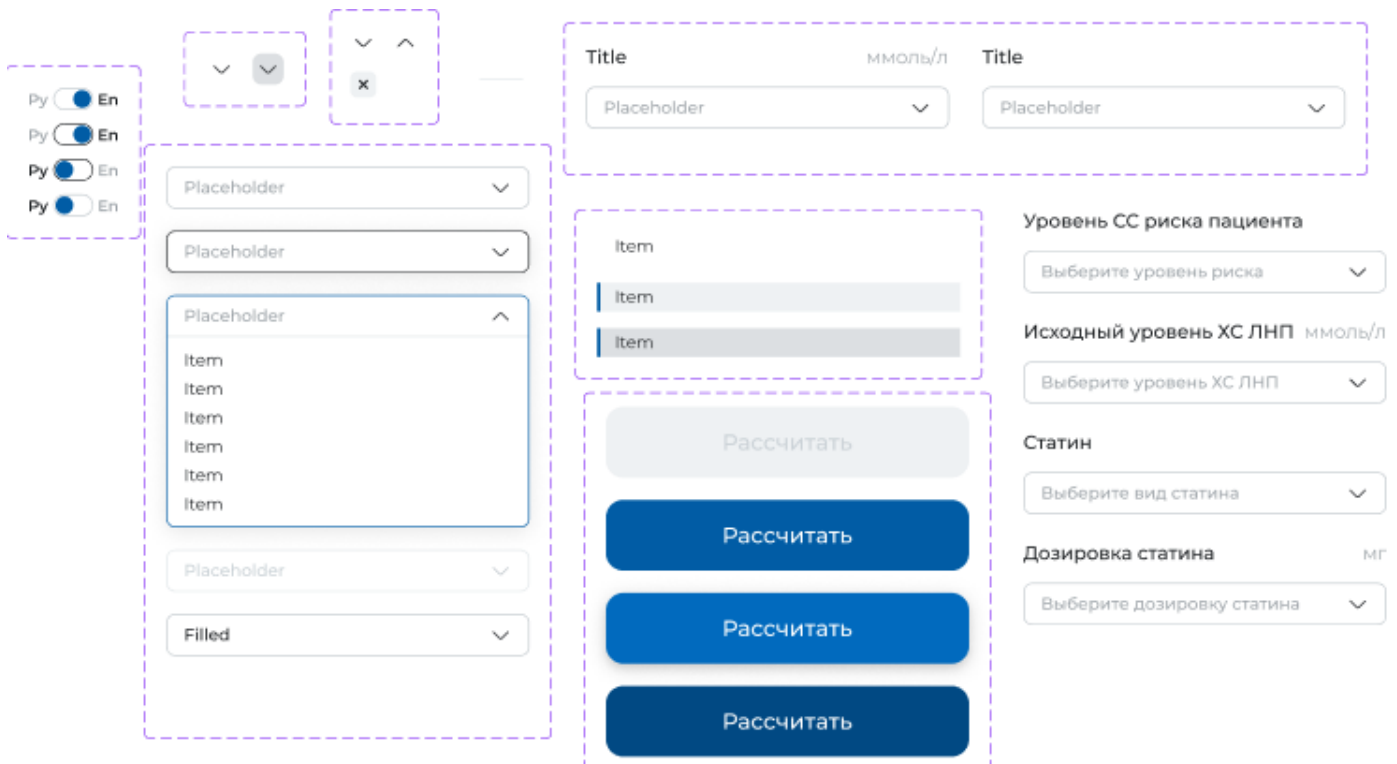 Ру En
Ру En
Ру En
Ру En
Placeholder
Placeholder
Placeholder
Item
Item
Item
Item
Item
Item
Placeholder
Filled
Title ммоль/л
Placeholder
Title
Placeholder
Item
Item
Item
Рассчитать
Рассчитать
Рассчитать
Рассчитать
Уровень СС риска пациента
Выберите уровень риска
Исходный уровень ХС ЛНП ммоль/л
Выберите уровень ХС ЛНП
Статин
Выберите вид статина
Дозировка статина мг
Выберите дозировку статина